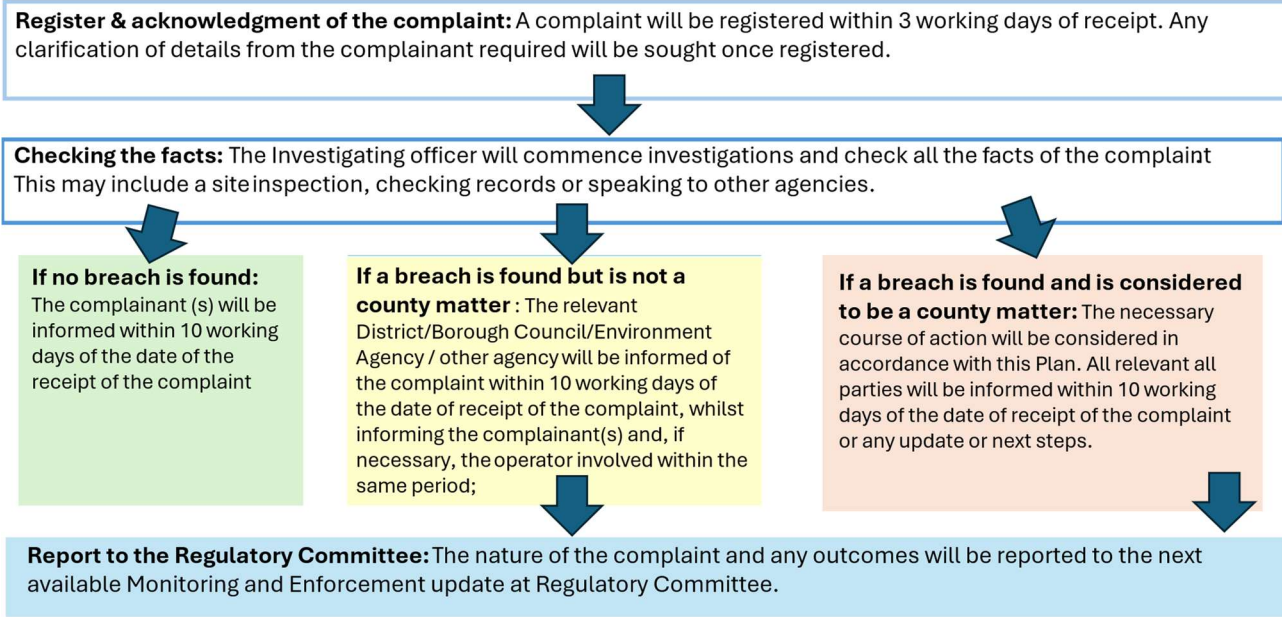 Register & acknowledgment of the complaint: A complaint will be registered within 3 working days of receipt. Any
clarification of details from the complainant required will be sought once registered.
Checking the facts: The Investigating officer will commence investigations and check all the facts of the complaint
This may include a site inspection, checking records or speaking to other agencies.
If no breach is found:
The complainant (s) will be
informed within 10 working
days of the date of the
receipt of the complaint
If a breach is found but is not a
county matter : The relevant
District/Borough Council/Environment
Agency / other agency will be informed of
the complaint within 10 working days of
the date of receipt of the complaint, whilst
informing the complainant(s) and, if
necessary, the operator involved within the
same period;
If a breach is found and is considered
to be a county matter: The necessary
course of action will be considered in
accordance with this Plan. All relevant all
parties will be informed within 10 working
days of the date of receipt of the complaint
or any update or next steps.
Report to the Regulatory Committee: The nature of the complaint and any outcomes will be reported to the next
available Monitoring and Enforcement update at Regulatory Committee.